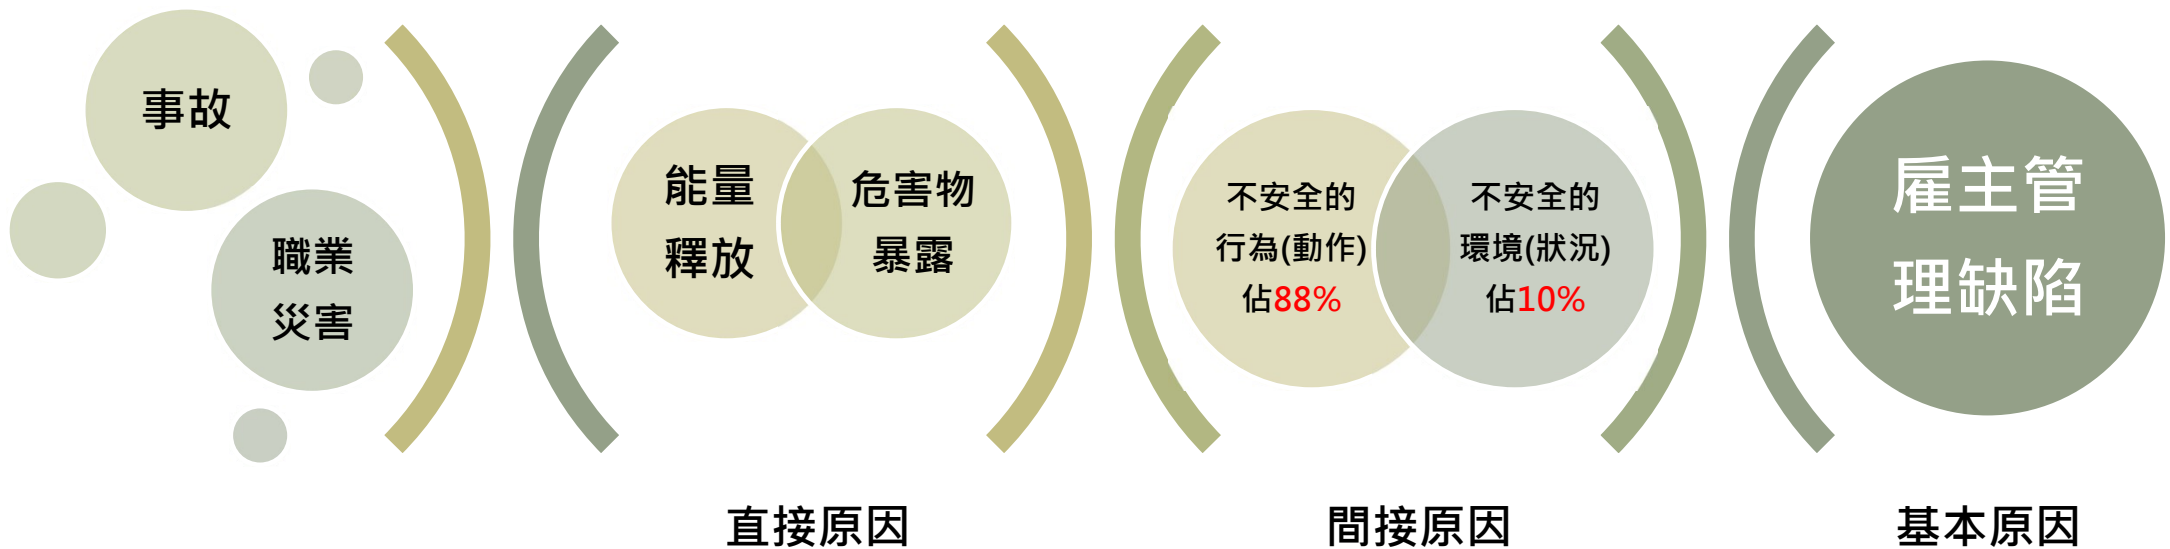 事故
職業
災害
能量
釋放
危害物
暴露
直接原因
不安全的
行為(動作)
佔88%
不安全的
環境(狀況)
佔10%
間接原因
雇主管
理缺陷
基本原因